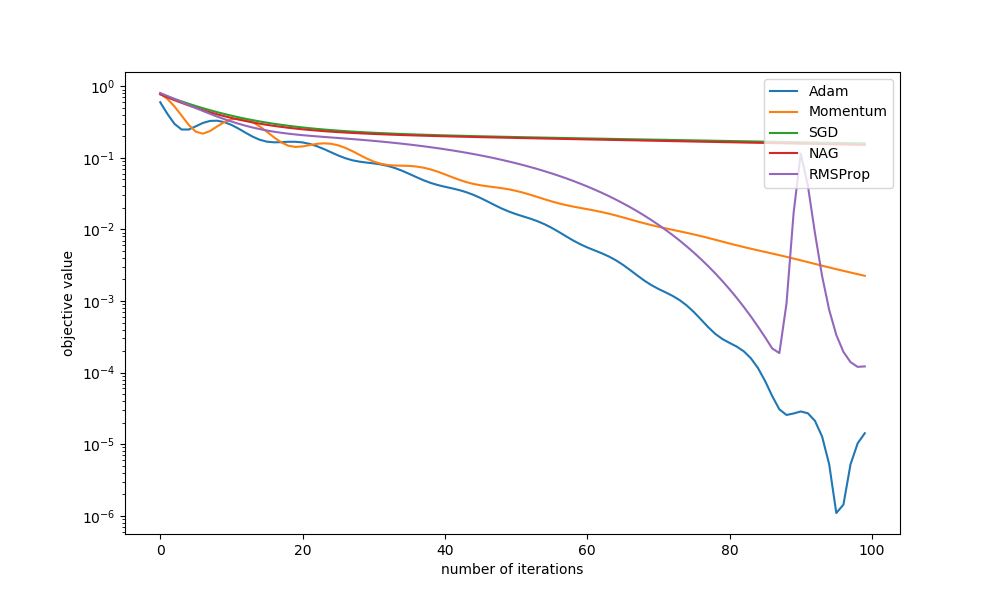 10⁰
10⁻¹
10⁻²
10⁻³
10⁻⁴
10⁻⁵
10⁻⁶
objective value
0 20 40 60 80 100
number of iterations
Adam
Momentum
SGD
NAG
RMSProp